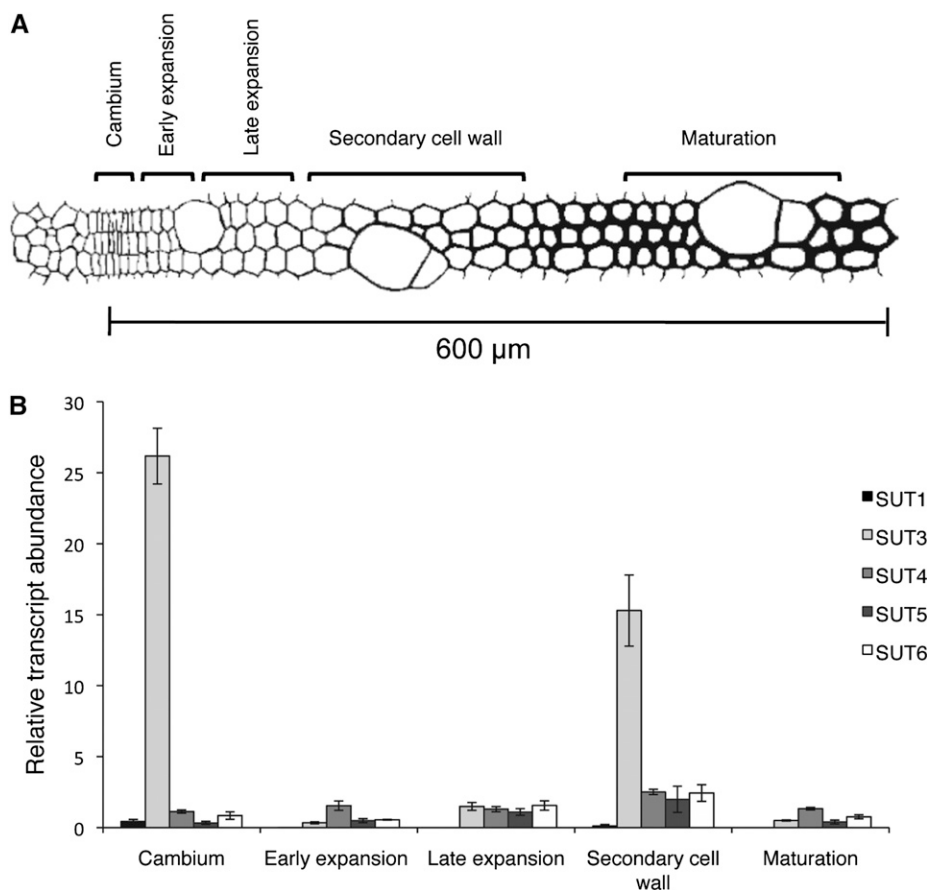 A
Cambium
Early expansion
Late expansion
Secondary cell wall
Maturation
600 µm
B
Relative transcript abundance
30
25
20
15
10
5
0
SUT1
SUT3
SUT4
SUT5
SUT6
Cambium
Early expansion
Late expansion
Secondary cell
wall
Maturation